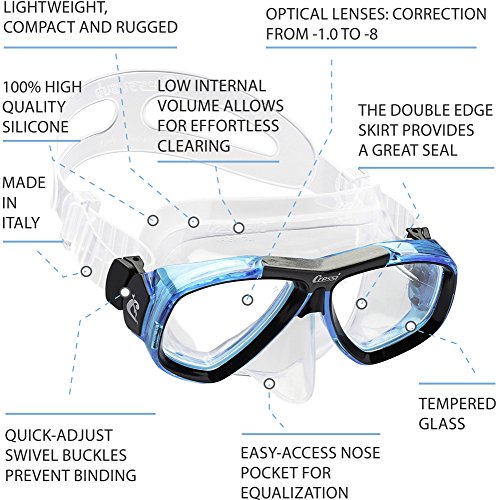 LIGHTWEIGHT,
COMPACT AND RUGGED
OPTICAL LENSES: CORRECTION
FROM -1.0 TO -8
100% HIGH
QUALITY
SILICONE
LOW INTERNAL
VOLUME ALLOWS
FOR EFFORTLESS
CLEARING
THE DOUBLE EDGE
SKIRT PROVIDES
A GREAT SEAL
MADE
IN
ITALY
CRESSI
TEMPERED
GLASS
QUICK-ADJUST
SWIVEL BUCKLES
PREVENT BINDING
EASY-ACCESS NOSE
POCKET FOR
EQUALIZATION